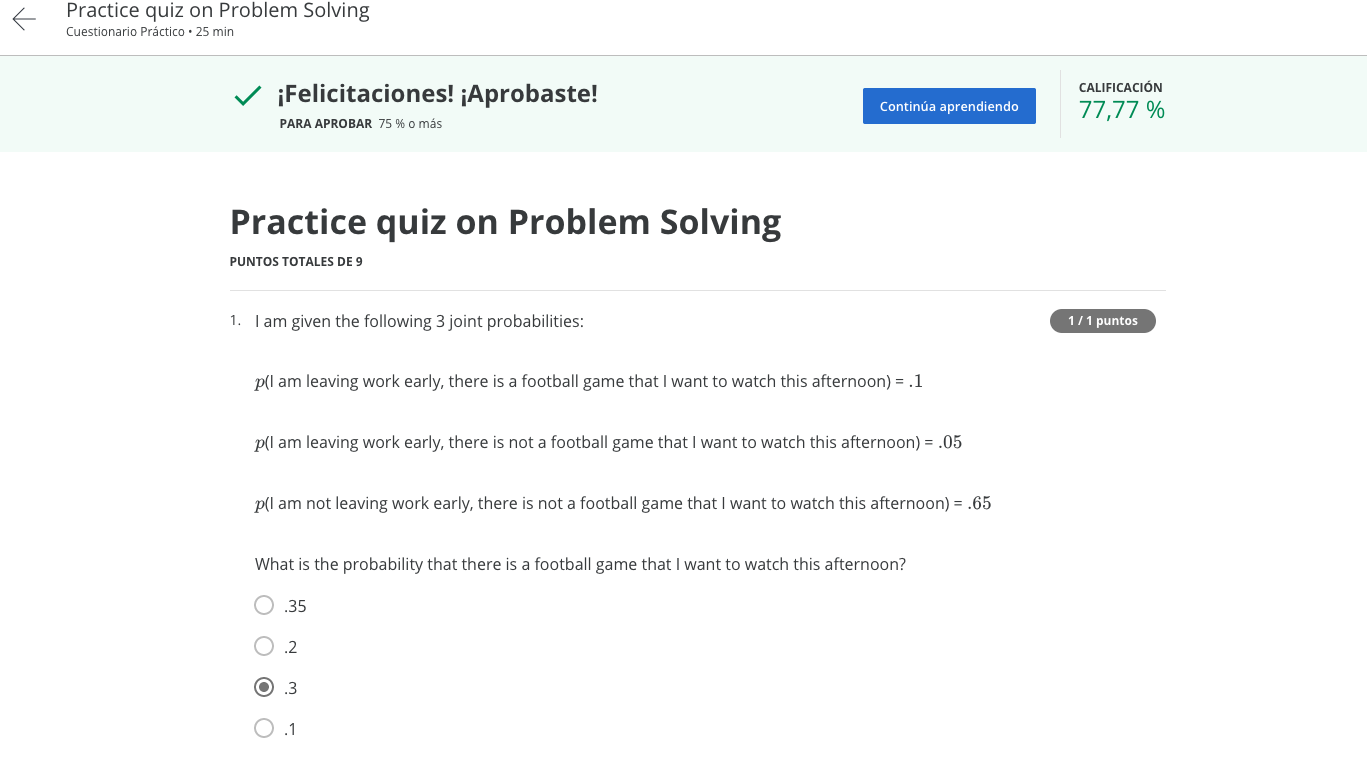 Practice quiz on Problem Solving
Cuestionario Práctico • 25 min
¡Felicitaciones! ¡Aprobaste!
PARA APROBAR 75 % o más
Continúa aprendiendo
CALIFICACIÓN
77,77 %
Practice quiz on Problem Solving
PUNTOS TOTALES DE 9
1. I am given the following 3 joint probabilities:
1 / 1 puntos
p(I am leaving work early, there is a football game that I want to watch this afternoon) = .1
p(I am leaving work early, there is not a football game that I want to watch this afternoon) = .05
p(I am not leaving work early, there is not a football game that I want to watch this afternoon) = .65
What is the probability that there is a football game that I want to watch this afternoon?
.35
.2
.3
.1